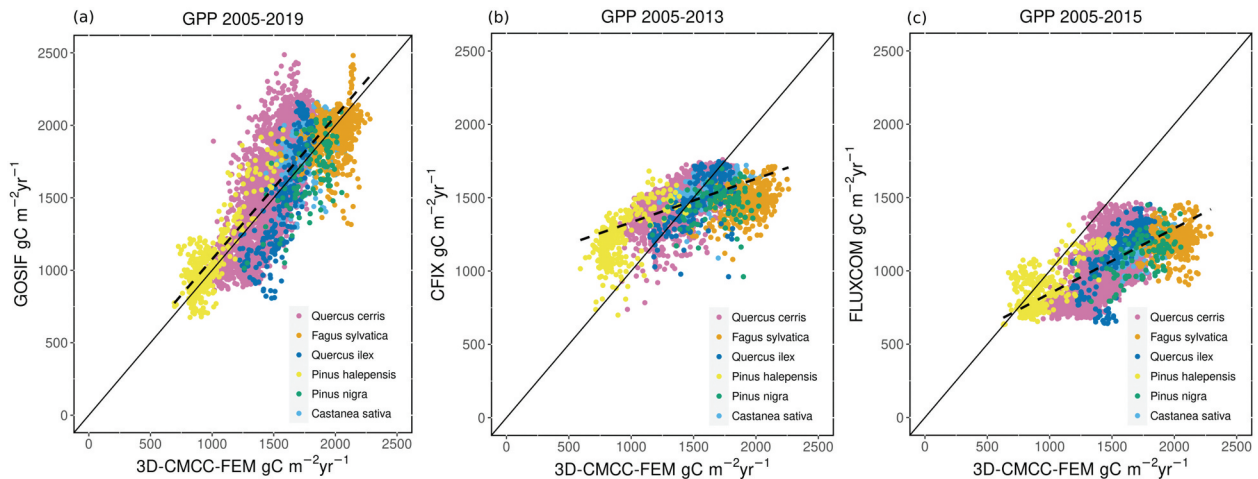 (a)
GPP 2005-2019
GOSIF gC m⁻²yr⁻¹
2500
2000
1500
1000
500
0
Quercus cerris
Fagus sylvatica
Quercus ilex
Pinus halepensis
Pinus nigra
Castanea sativa
0 500 1000 1500 2000 2500
3D-CMCC-FEM gC m⁻²yr⁻¹
(b)
GPP 2005-2013
CFIX gC m⁻²yr⁻¹
2500
2000
1500
1000
500
0
Quercus cerris
Fagus sylvatica
Quercus ilex
Pinus halepensis
Pinus nigra
Castanea sativa
0 500 1000 1500 2000 2500
3D-CMCC-FEM gC m⁻²yr⁻¹
(c)
GPP 2005-2015
FLUXCOM gC m⁻²yr⁻¹
2500
2000
1500
1000
500
0
Quercus cerris
Fagus sylvatica
Quercus ilex
Pinus halepensis
Pinus nigra
Castanea sativa
0 500 1000 1500 2000 2500
3D-CMCC-FEM gC m⁻²yr⁻¹